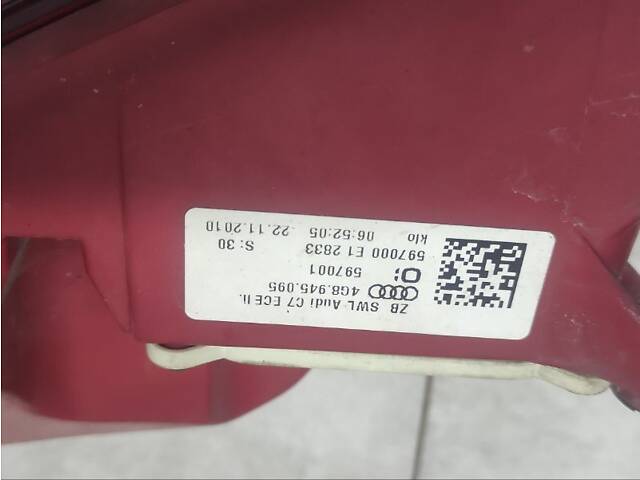 ZB SWL Audi C7 ECE li.
4G8.945.095
597001
597000 E1 2833 S: 30
klo 06:52:05 22.11.2010